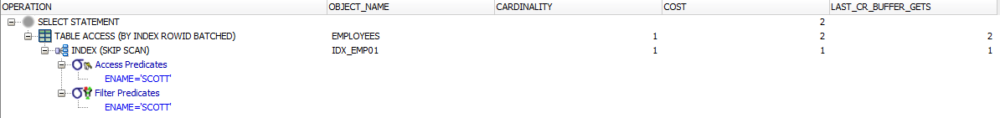 OPERATION OBJECT_NAME CARDINALITY COST LAST_CR_BUFFER_GETS
SELECT STATEMENT 2
TABLE ACCESS (BY INDEX ROWID BATCHED) EMPLOYEES 1 2 2
INDEX (SKIP SCAN) IDX_EMP01 1 1 1
Access Predicates
ENAME='SCOTT'
Filter Predicates
ENAME='SCOTT'